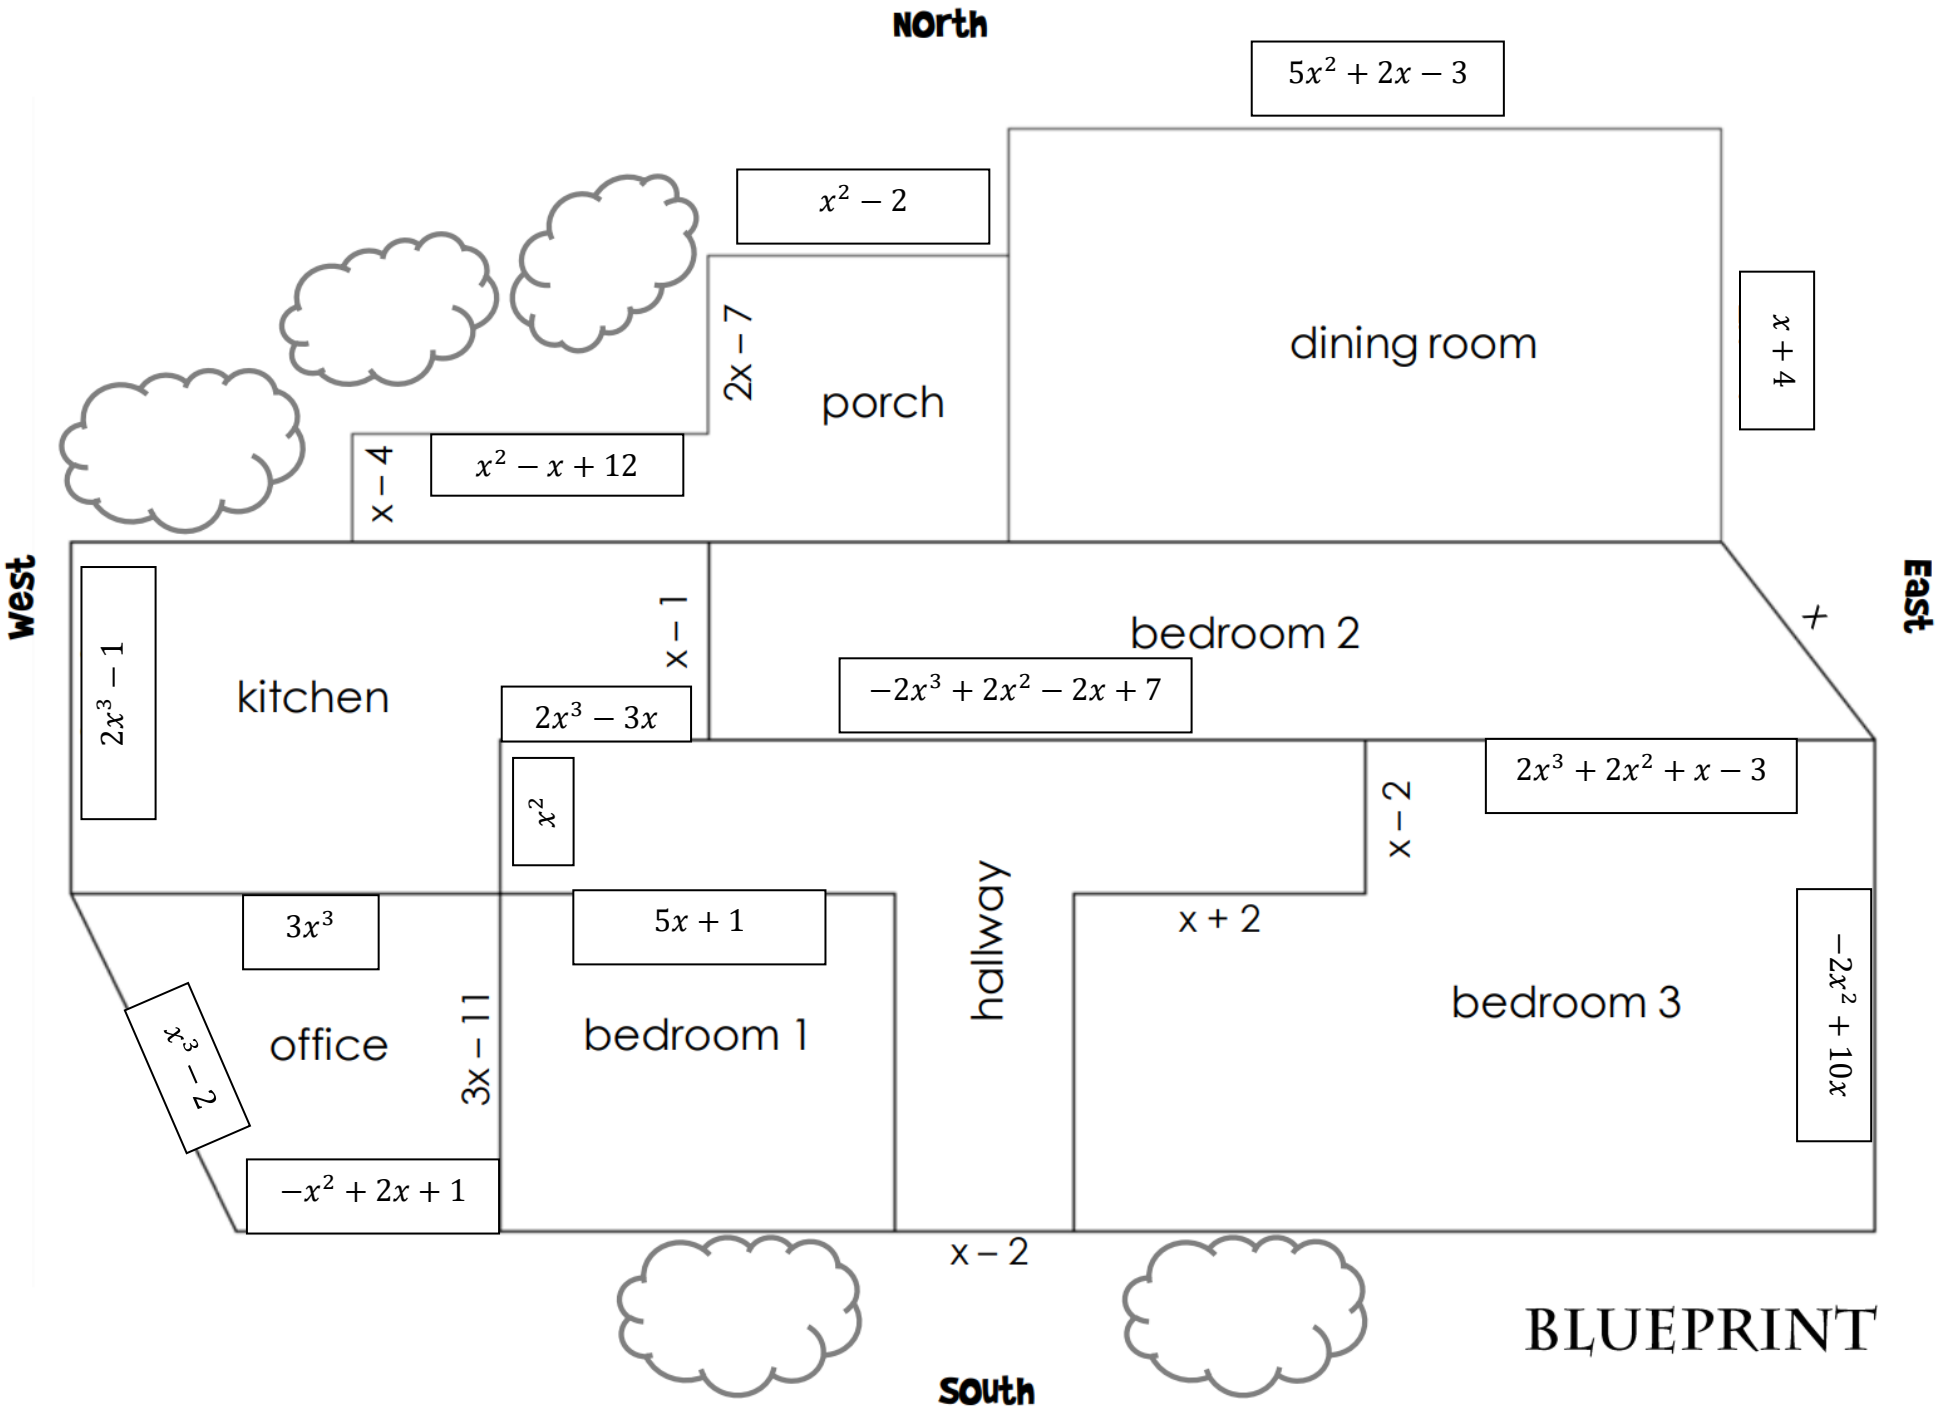 North
5x² + 2x − 3
x² − 2
x + 4
2x – 7
dining room
porch
x² − x + 12
x – 4
West
East
2x³ − 1
kitchen
x – 1
bedroom 2
x
2x³ − 3x
−2x³ + 2x² − 2x + 7
x²
x – 2
2x³ + 2x² + x − 3
3x³
5x + 1
hallway
x + 2
−2x² + 10x
x³ − 2
office
3x – 11
bedroom 1
bedroom 3
−x² + 2x + 1
x – 2
BLUEPRINT
South